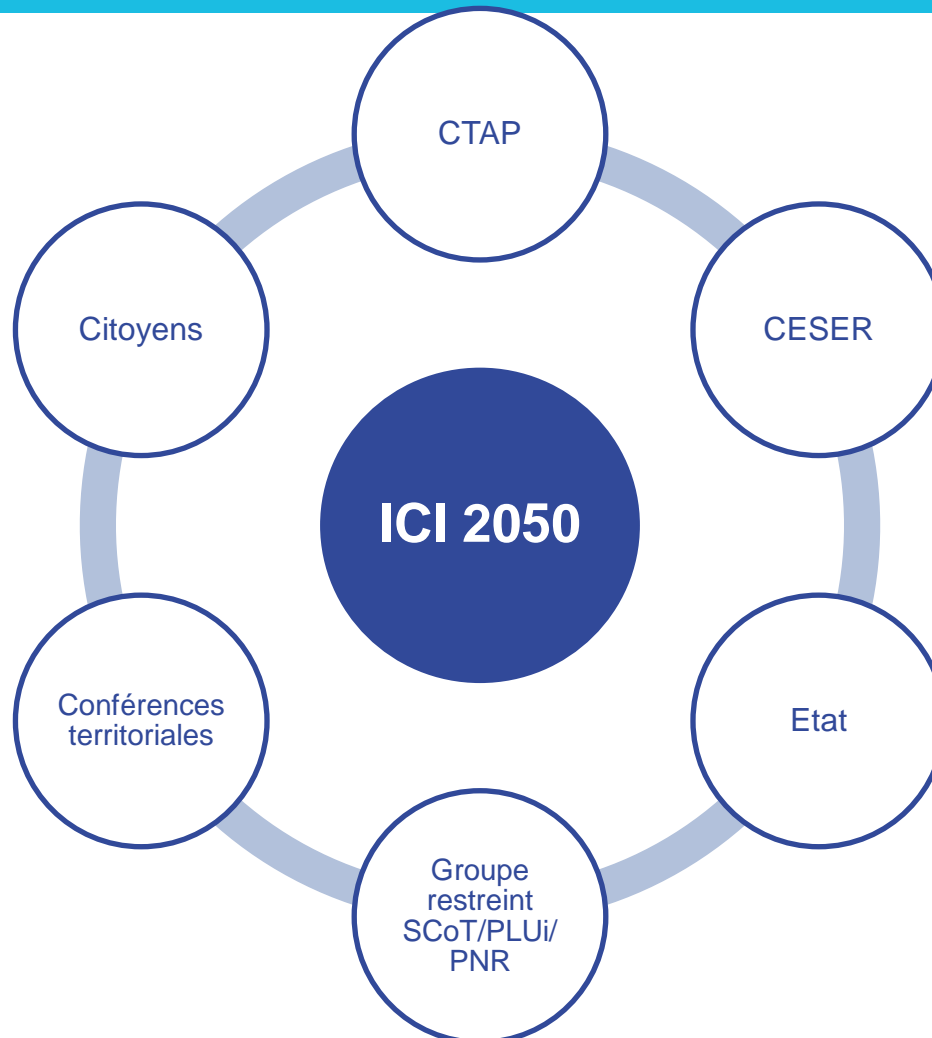 CTAP
Citoyens
CESER
ICI 2050
Conférences
territoriales
Etat
Groupe
restreint
SCoT/PLUi/
PNR